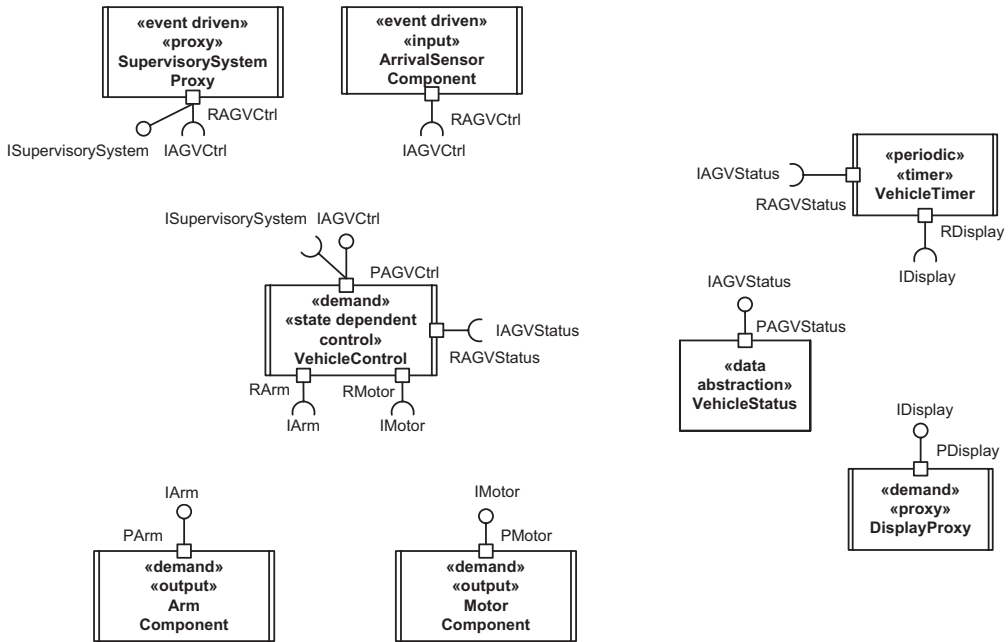 «event driven»
«proxy»
SupervisorySystem
Proxy
RAGVCtrl
ISupervisorySystem
IAGVCtrl
«event driven»
«input»
ArrivalSensor
Component
RAGVCtrl
IAGVCtrl
«periodic»
«timer»
VehicleTimer
IAGVStatus
RAGVStatus
RDisplay
IDisplay
ISupervisorySystem
IAGVCtrl
PAGVCtrl
«demand»
«state dependent
control»
VehicleControl
IAGVStatus
RAGVStatus
RArm
IArm
RMotor
IMotor
IAGVStatus
PAGVStatus
«data
abstraction»
VehicleStatus
IDisplay
PDisplay
«demand»
«proxy»
DisplayProxy
IArm
PArm
«demand»
«output»
Arm
Component
IMotor
PMotor
«demand»
«output»
Motor
Component